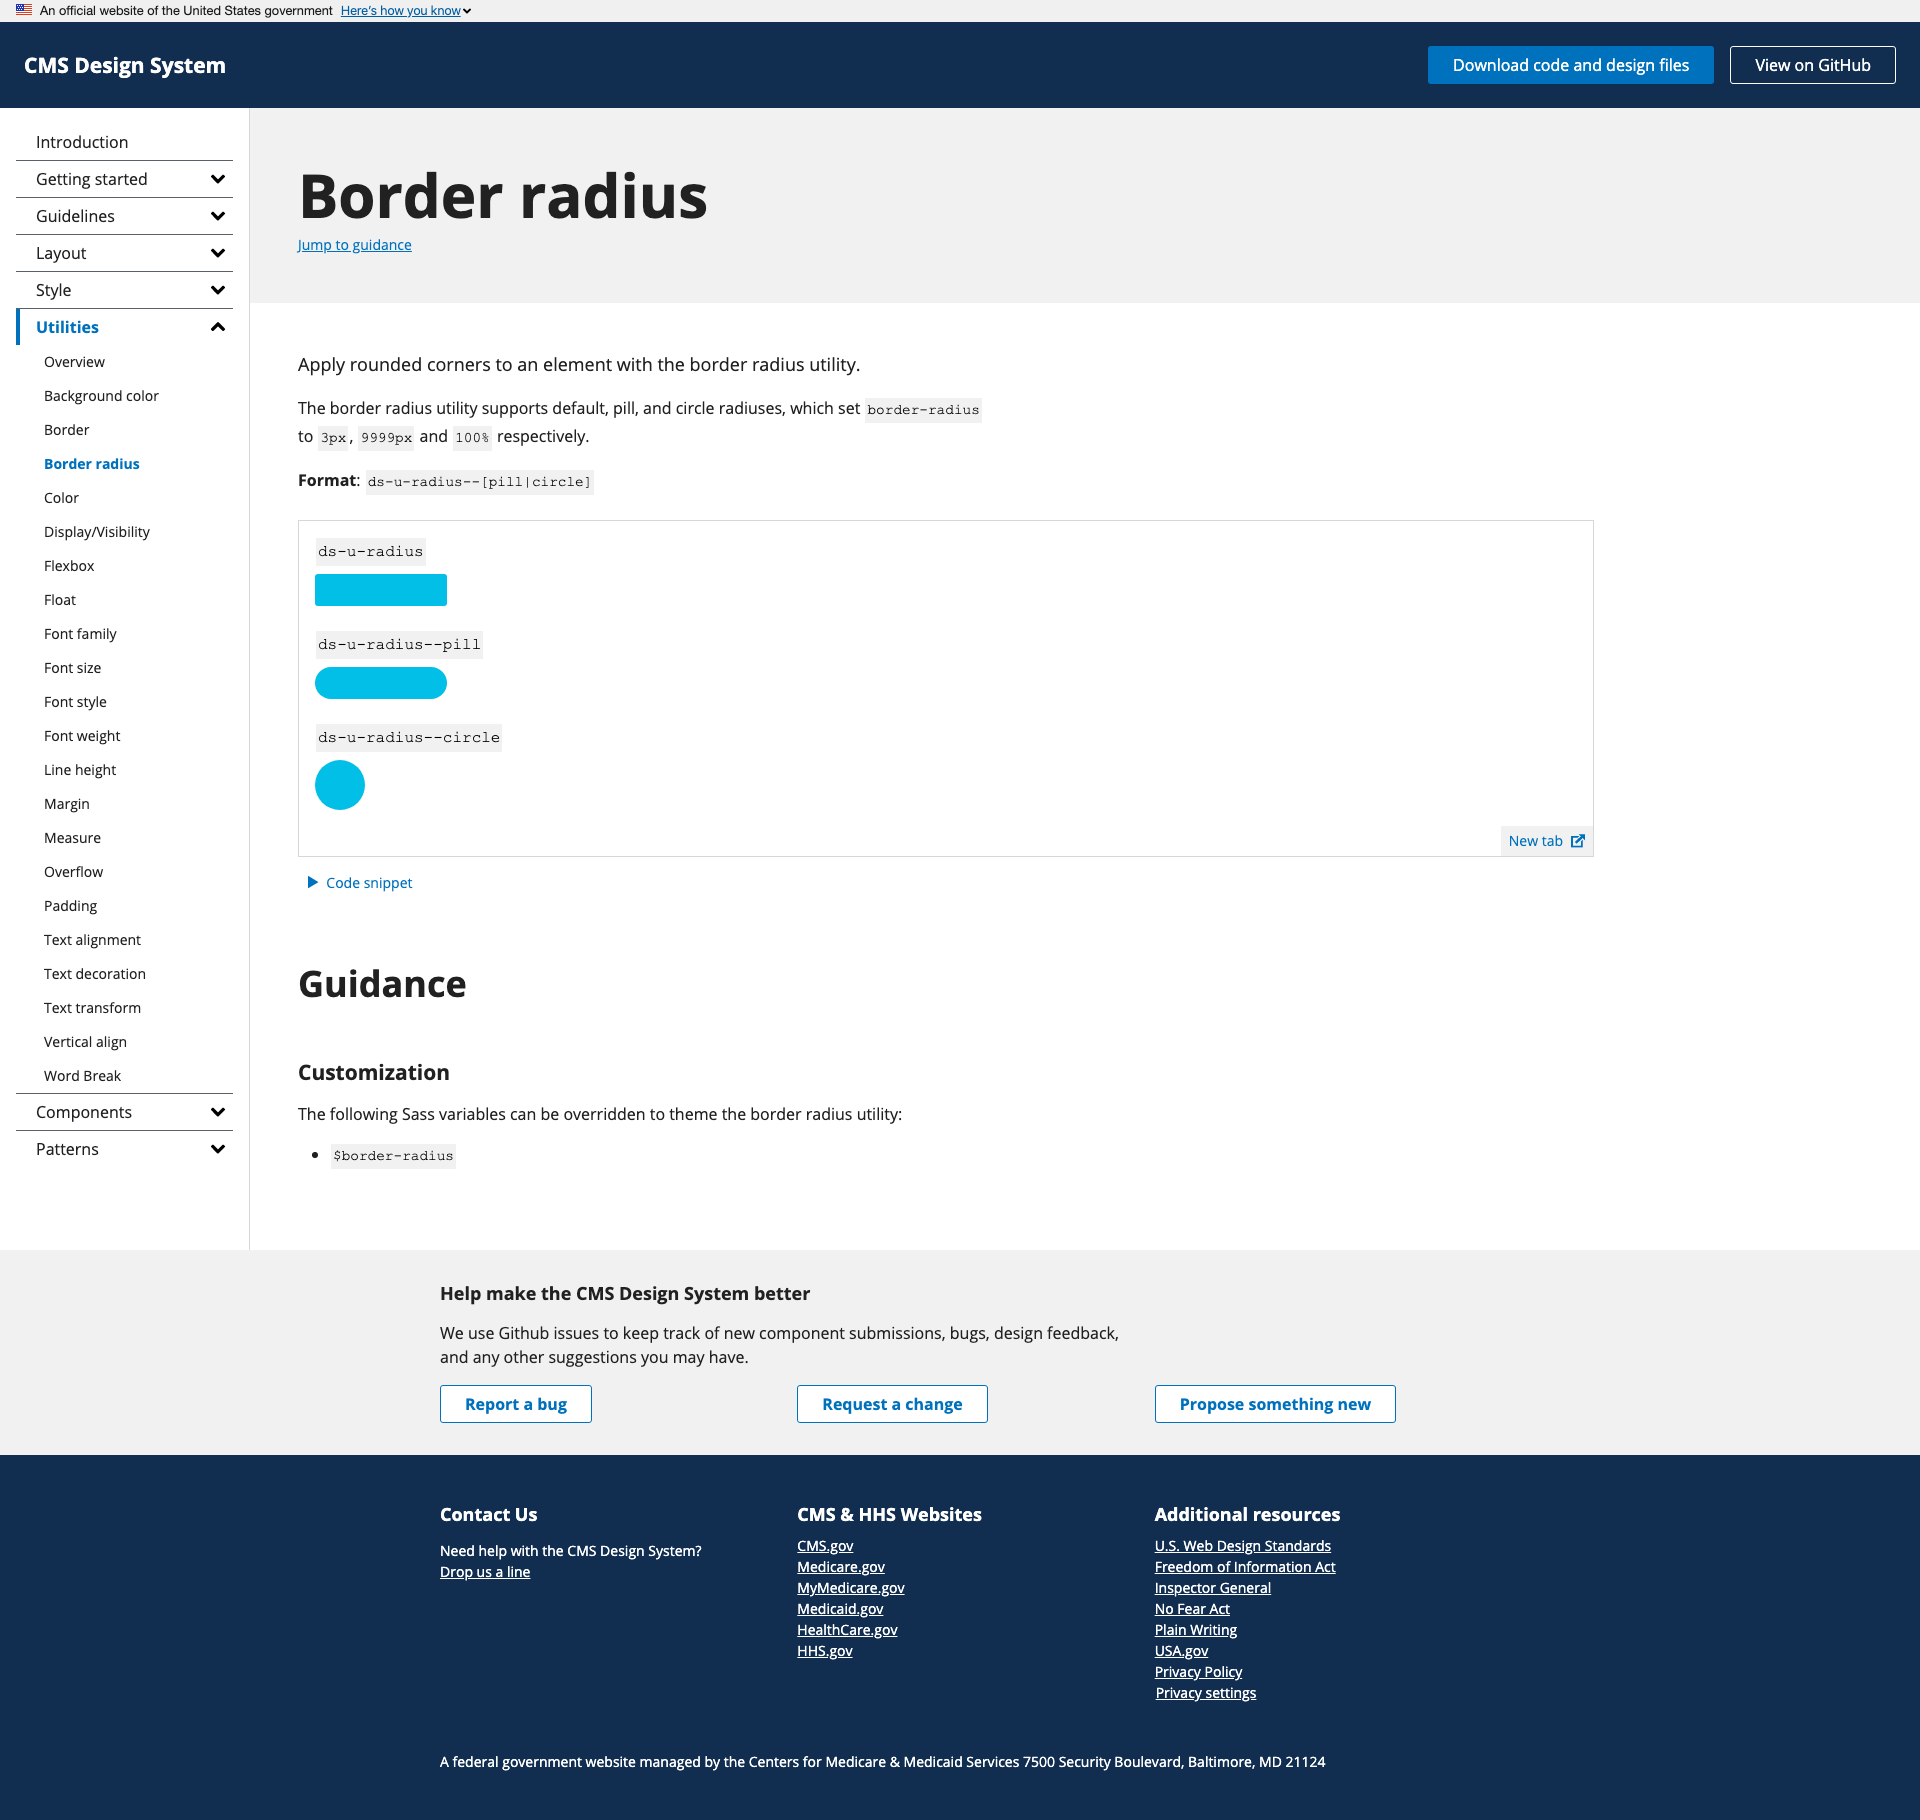 An official website of the United States government Here's how you know
CMS Design System
Download code and design files
View on GitHub
Introduction
Getting started
Guidelines
Layout
Style
Utilities
Overview
Background color
Border
Border radius
Color
Display/Visibility
Flexbox
Float
Font family
Font size
Font style
Font weight
Line height
Margin
Measure
Overflow
Padding
Text alignment
Text decoration
Text transform
Vertical align
Word Break
Components
Patterns
Border radius
Jump to guidance
Apply rounded corners to an element with the border radius utility.
The border radius utility supports default, pill, and circle radiuses, which set border-radius
to 3px, 9999px and 100% respectively.
Format: ds-u-radius--[pill|circle]
ds-u-radius
ds-u-radius--pill
ds-u-radius--circle
New tab
Code snippet
Guidance
Customization
The following Sass variables can be overridden to theme the border radius utility:
$border-radius
Help make the CMS Design System better
We use Github issues to keep track of new component submissions, bugs, design feedback,
and any other suggestions you may have.
Report a bug
Request a change
Propose something new
Contact Us
Need help with the CMS Design System?
Drop us a line
CMS & HHS Websites
CMS.gov
Medicare.gov
MyMedicare.gov
Medicaid.gov
HealthCare.gov
HHS.gov
Additional resources
U.S. Web Design Standards
Freedom of Information Act
Inspector General
No Fear Act
Plain Writing
USA.gov
Privacy Policy
Privacy settings
A federal government website managed by the Centers for Medicare & Medicaid Services 7500 Security Boulevard, Baltimore, MD 21124